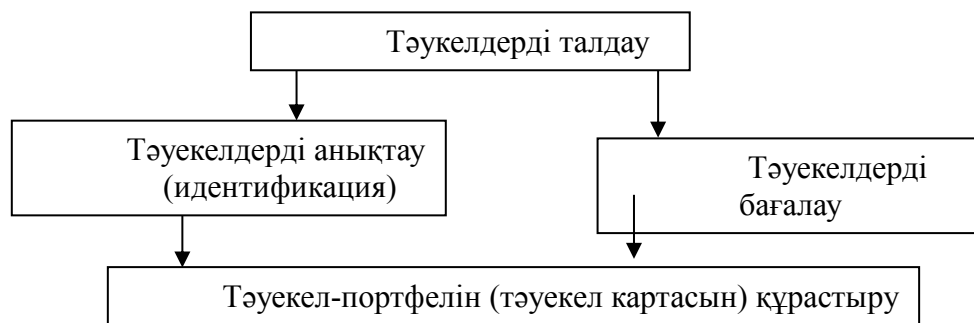 Тәукелдерді талдау
Тәуекелдерді анықтау
(идентификация)
Тәуекелдерді
бағалау
Тәуекел-портфелін (тәуекел картасын) құрастыру